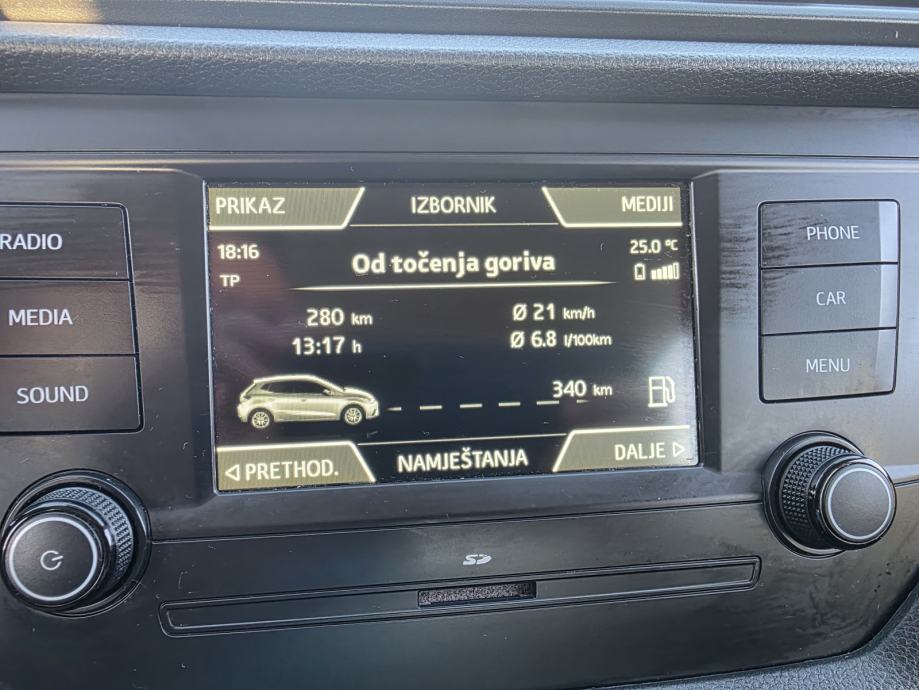 PRIKAZ IZBORNIK MEDIJI
18:16 Od točenja goriva 25.0 °C
TP
280 km Ø 21 km/h
13:17 h Ø 6.8 l/100km
340 km
◁ PRETHOD. NAMJEŠTANJA DALJE ▷
RADIO
MEDIA
SOUND
PHONE
CAR
MENU
SD